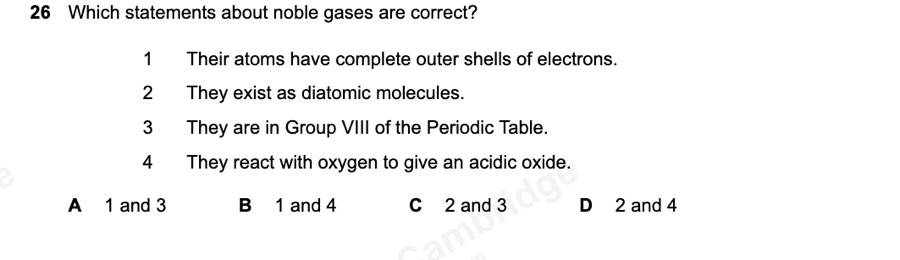 26 Which statements about noble gases are correct?
1 Their atoms have complete outer shells of electrons.
2 They exist as diatomic molecules.
3 They are in Group VIII of the Periodic Table.
4 They react with oxygen to give an acidic oxide.
A 1 and 3 B 1 and 4 C 2 and 3 D 2 and 4
Cambridge